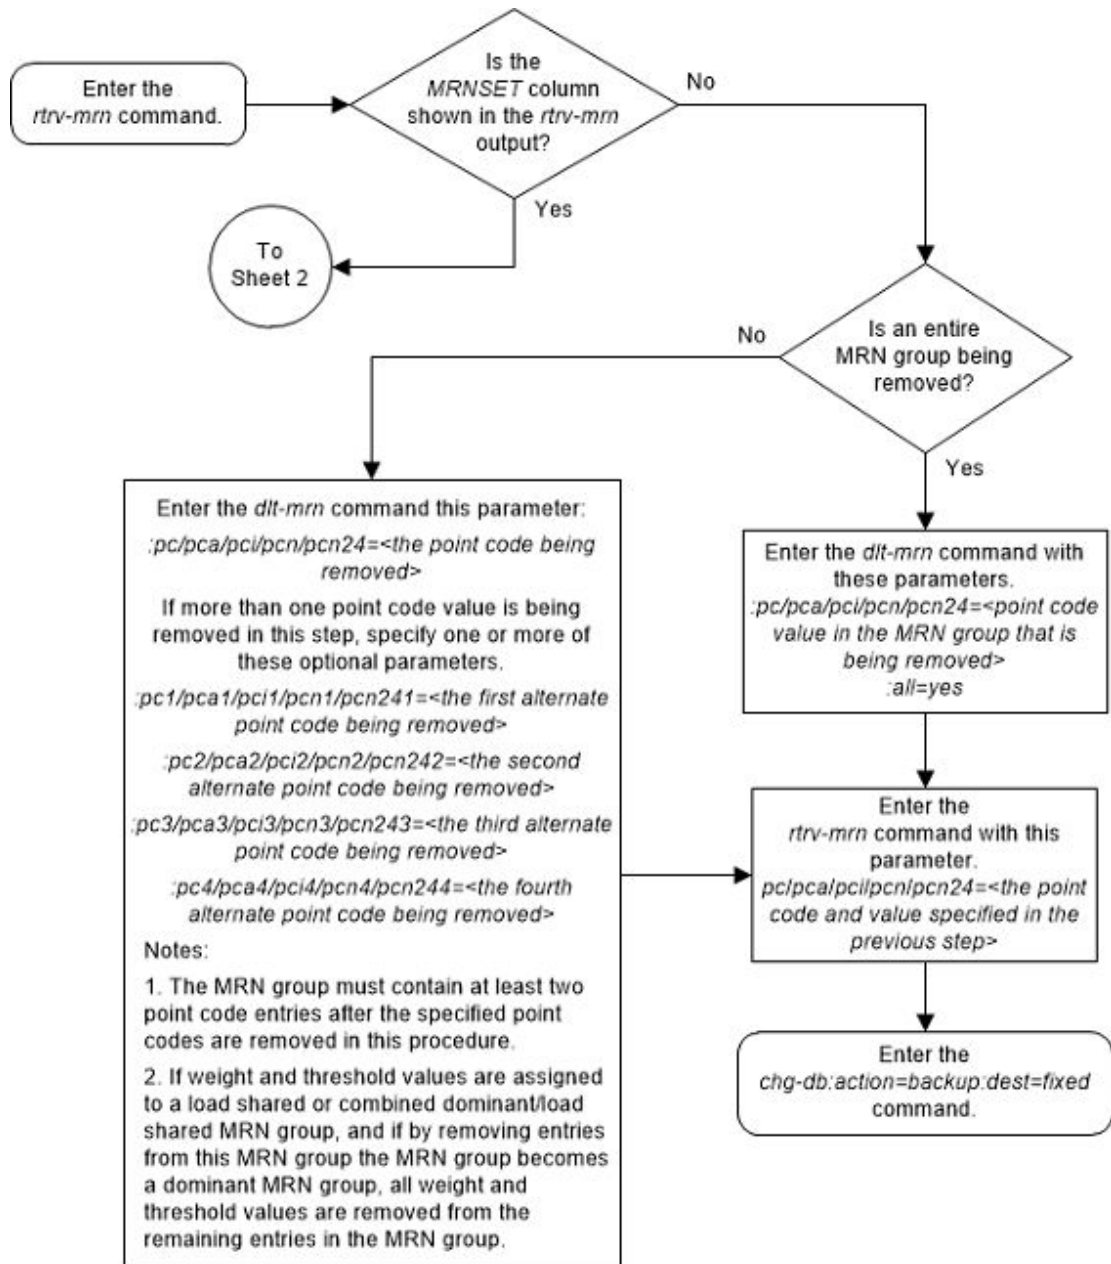 Enter the
rtrv-mrn command.
Is the
MRNSET column
shown in the rtrv-mrn
output?
No
Yes
To
Sheet 2
Is an entire
MRN group being
removed?
No
Yes
Enter the dlt-mrn command this parameter:
:pc/pca/pci/pcn/pcn24=<the point code being
removed>
If more than one point code value is being
removed in this step, specify one or more of
these optional parameters.
:pc1/pca1/pci1/pcn1/pcn241=<the first alternate
point code being removed>
:pc2/pca2/pci2/pcn2/pcn242=<the second
alternate point code being removed>
:pc3/pca3/pci3/pcn3/pcn243=<the third alternate
point code being removed>
:pc4/pca4/pci4/pcn4/pcn244=<the fourth
alternate point code being removed>
Notes:
1. The MRN group must contain at least two
point code entries after the specified point
codes are removed in this procedure.
2. If weight and threshold values are assigned
to a load shared or combined dominant/load
shared MRN group, and if by removing entries
from this MRN group the MRN group becomes
a dominant MRN group, all weight and
threshold values are removed from the
remaining entries in the MRN group.
Enter the dlt-mrn command with
these parameters.
:pc/pca/pci/pcn/pcn24=<point code
value in the MRN group that is
being removed>
:all=yes
Enter the
rtrv-mrn command with this
parameter.
pc/pca/pci/pcn/pcn24=<the point
code and value specified in the
previous step>
Enter the
chg-db:action=backup:dest=fixed
command.